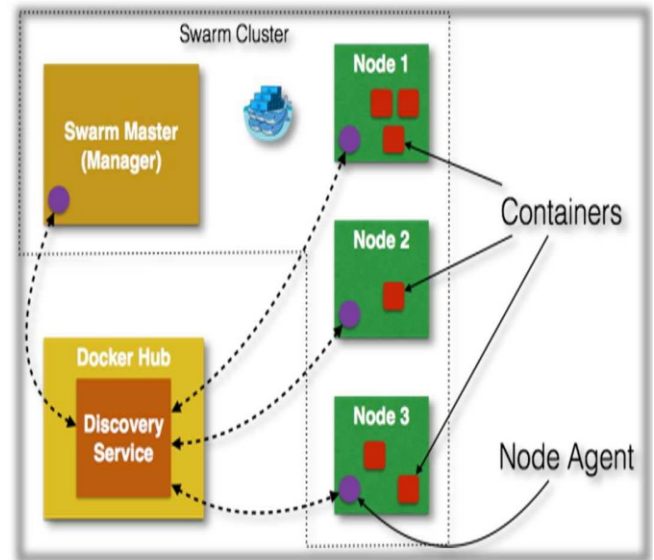 Swarm Cluster
Swarm Master
(Manager)
Node 1
Containers
Node 2
Docker Hub
Discovery
Service
Node 3
Node Agent